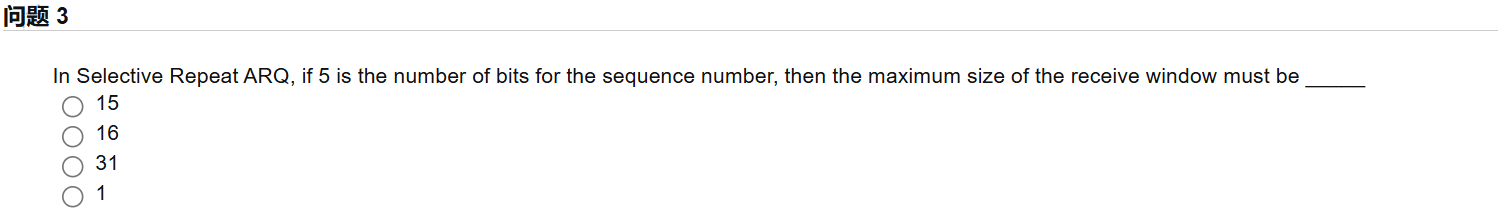 问题 3
In Selective Repeat ARQ, if 5 is the number of bits for the sequence number, then the maximum size of the receive window must be _____
15
16
31
1